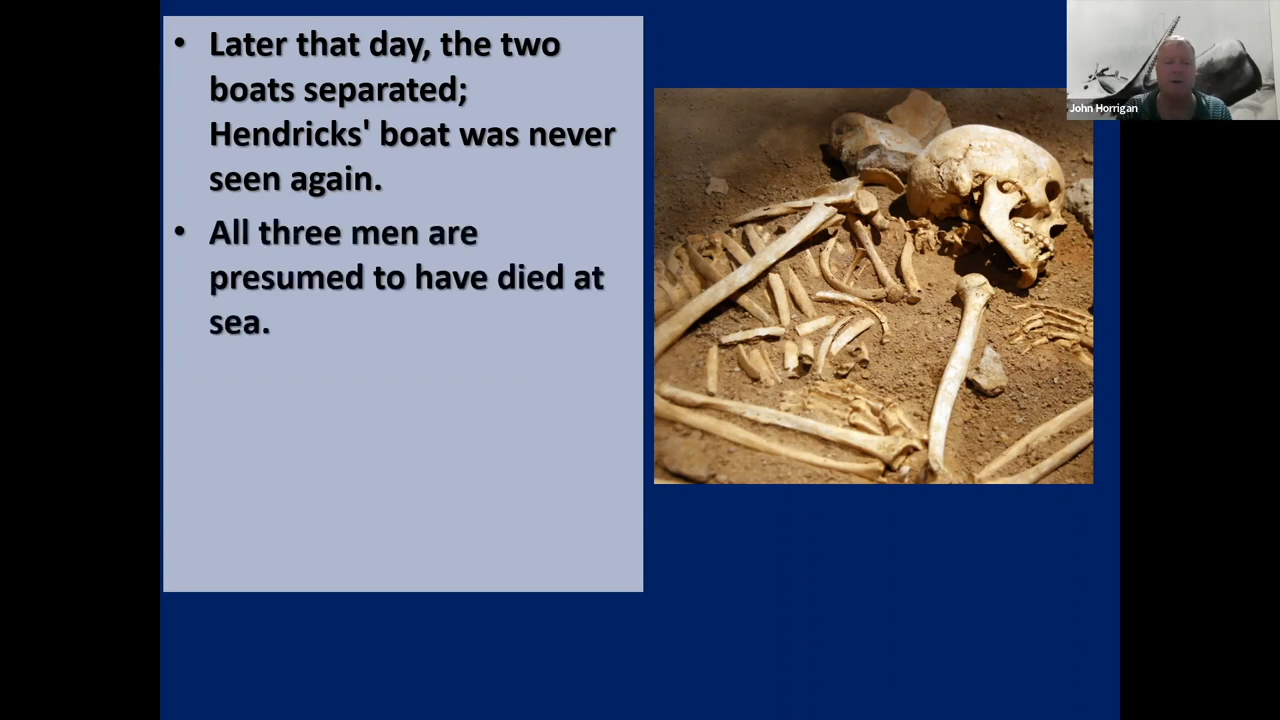 • Later that day, the two
boats separated;
Hendricks' boat was never
seen again.
• All three men are
presumed to have died at
sea.
John Horrigan